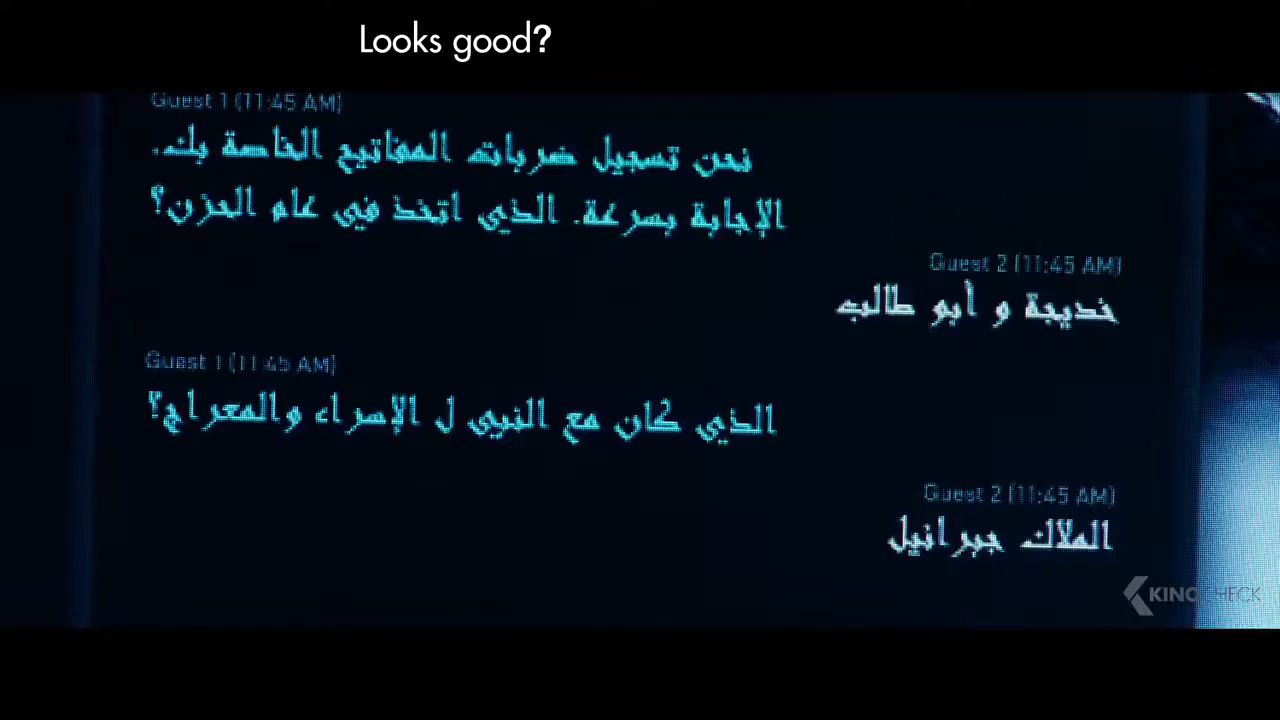 Looks good?
Guest 1 (11:45 AM)
نحن تسجيل ضربات المفاتيح الخاصة بك.
الإجابة بسرعة. الذي اتخذ في عام الحزن؟
Guest 2 (11:45 AM)
خديجة و أبو طالب
Guest 1 (11:45 AM)
الذي كان مع النبي ل الإسراء والمعراج؟
Guest 2 (11:45 AM)
الملاك جبرائيل
KINOCHECK